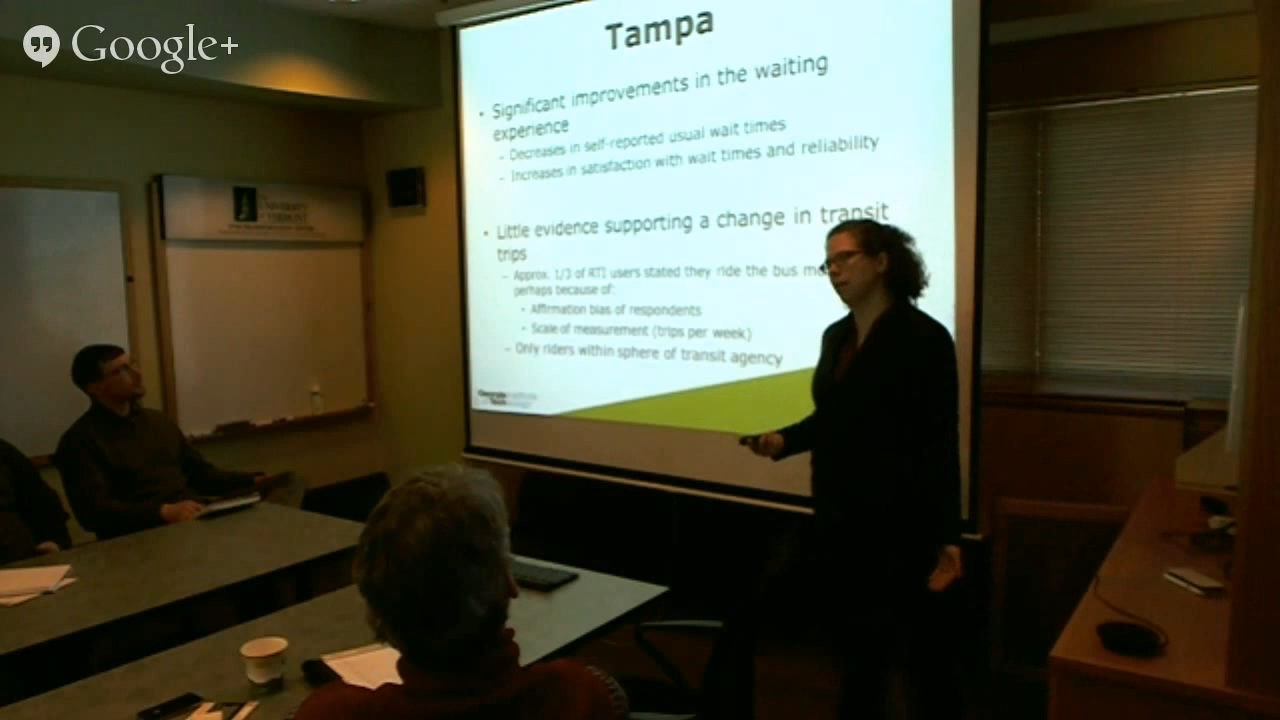 Google+
Tampa
• Significant improvements in the waiting
experience
– Decreases in self-reported usual wait times
– Increases in satisfaction with wait times and reliability
• Little evidence supporting a change in transit
trips
– Approx. 1/3 of RTI users stated they ride the bus
perhaps because of:
• Affirmation bias of respondents
• Scale of measurement (trips per week)
– Only riders within sphere of transit agency
UNIVERSITY
of VERMONT